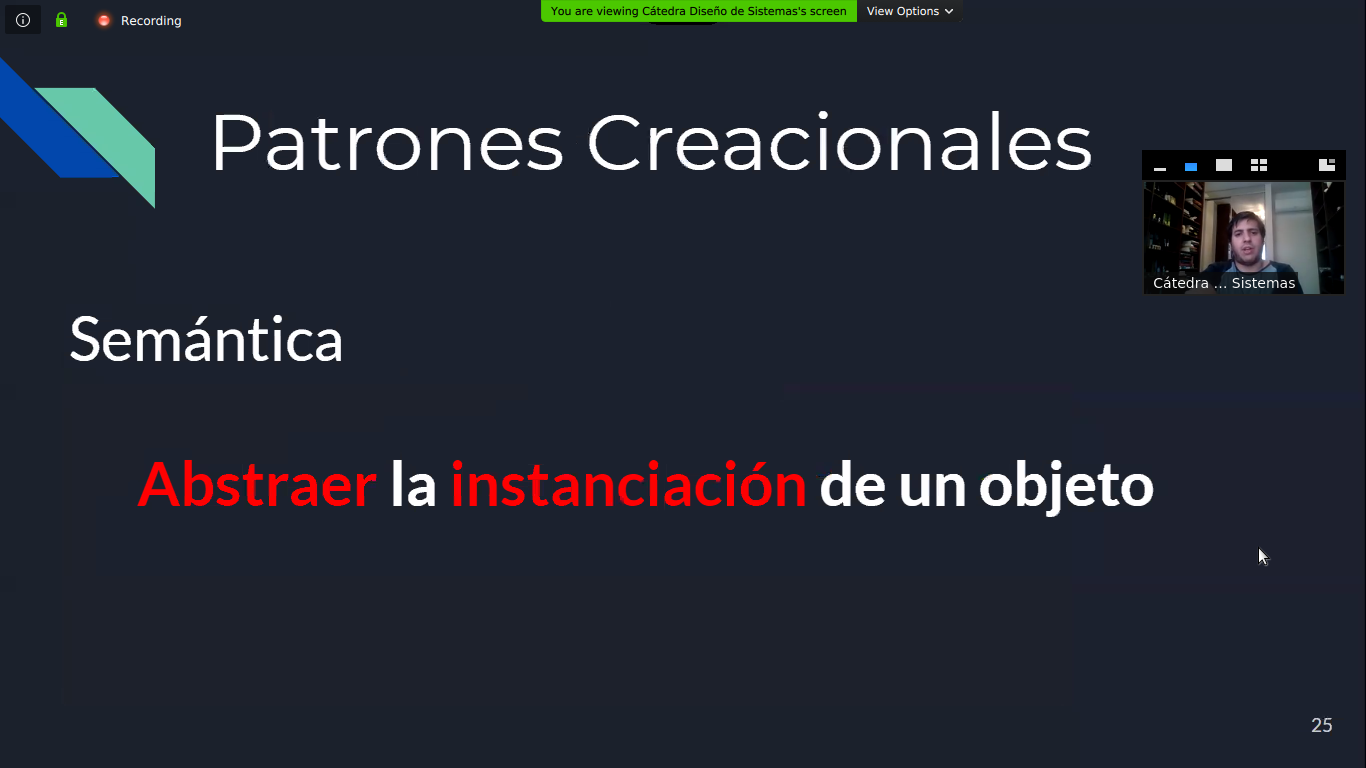 Recording
You are viewing Cátedra Diseño de Sistemas's screen
View Options
Patrones Creacionales
Cátedra ... Sistemas
Semántica
Abstraer la instanciación de un objeto
25